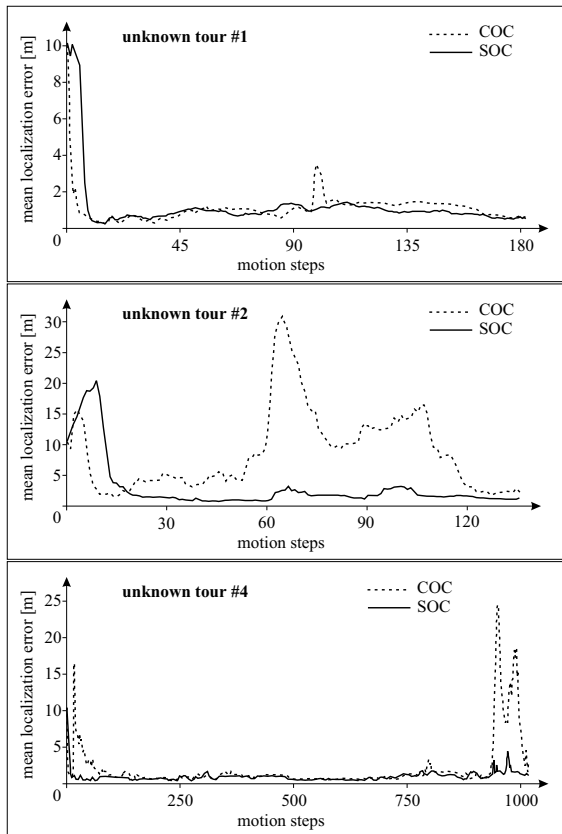 unknown tour #1
COC
SOC
mean localization error [m]
10
8
6
4
2
0
45
90
135
180
motion steps
unknown tour #2
COC
SOC
mean localization error [m]
30
25
20
15
10
5
0
30
60
90
120
motion steps
unknown tour #4
COC
SOC
mean localization error [m]
25
20
15
10
5
0
250
500
750
1000
motion steps